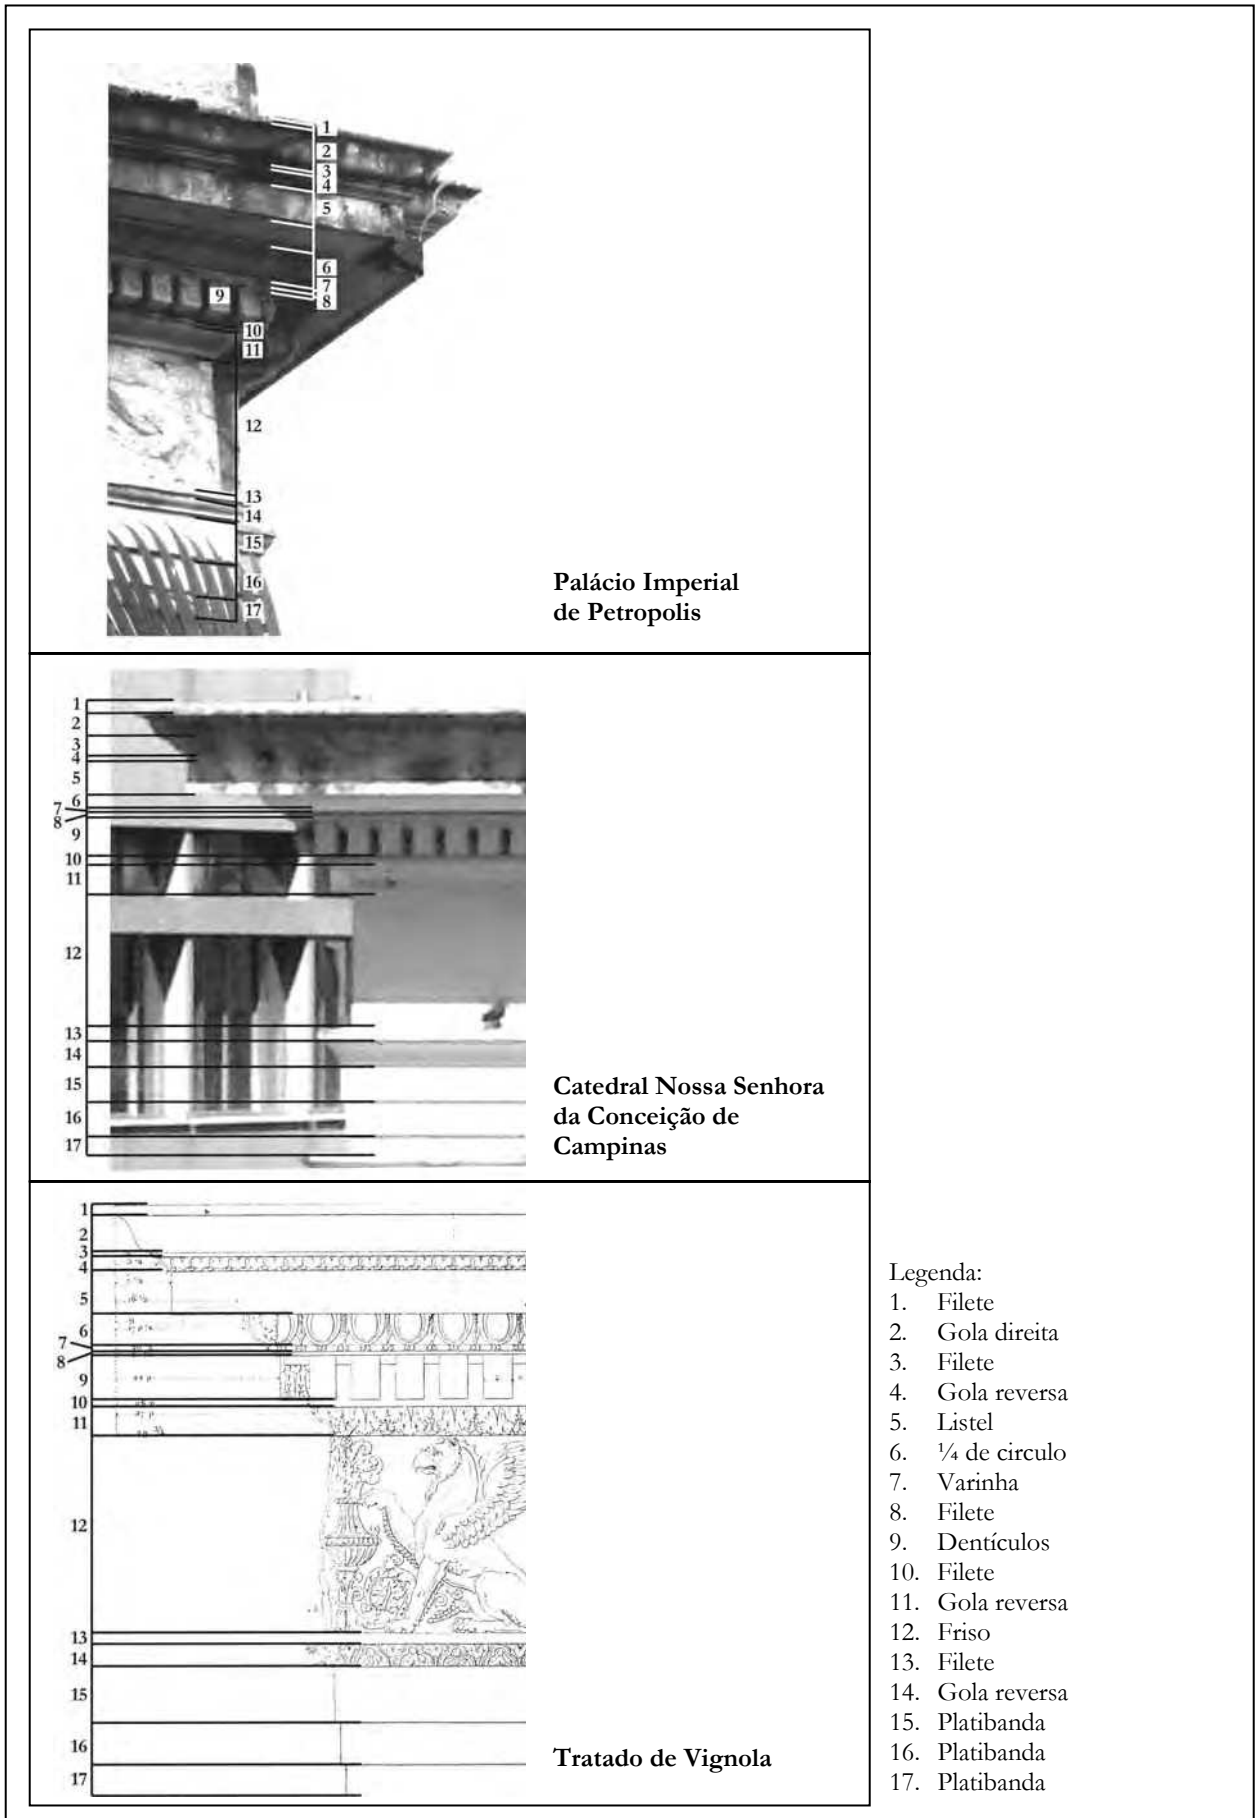 1
2
3
4
5
6
7
8
9
10
11
12
13
14
15
16
17
Palácio Imperial
de Petropolis
1
2
3
4
5
6
7
8
9
10
11
12
13
14
15
16
17
Catedral Nossa Senhora
da Conceição de
Campinas
1
2
3
4
5
6
7
8
9
10
11
12
13
14
15
16
17
Tratado de Vignola
Legenda:
1. Filete
2. Gola direita
3. Filete
4. Gola reversa
5. Listel
6. ¼ de circulo
7. Varinha
8. Filete
9. Dentículos
10. Filete
11. Gola reversa
12. Friso
13. Filete
14. Gola reversa
15. Platibanda
16. Platibanda
17. Platibanda